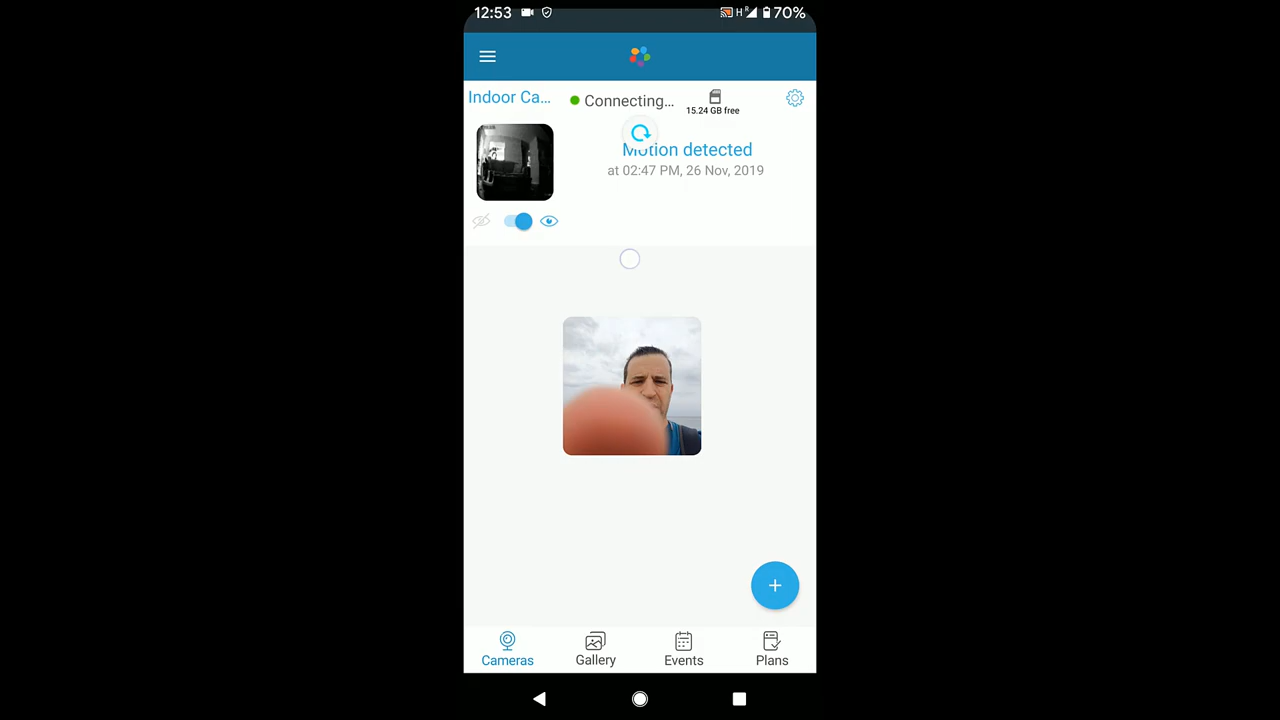 12:53
H R 70%
Indoor Ca...
Connecting...
15.24 GB free
Motion detected
at 02:47 PM, 26 Nov, 2019
Cameras
Gallery
Events
Plans